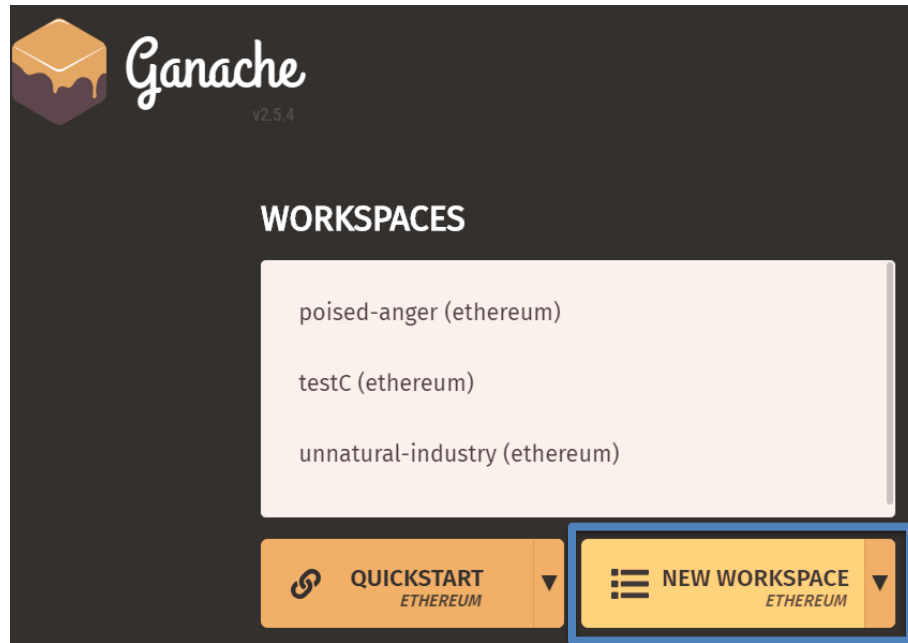 Ganache
v2.5.4
WORKSPACES
poised-anger (ethereum)
testC (ethereum)
unnatural-industry (ethereum)
QUICKSTART
ETHEREUM
NEW WORKSPACE
ETHEREUM